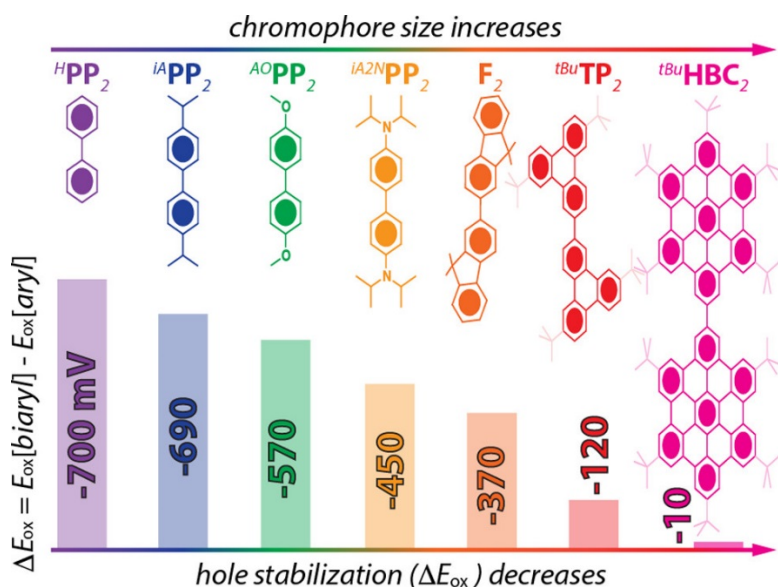 chromophore size increases
ᴴPP₂ ⁱᴬPP₂ ᴬᴼPP₂ ⁱᴬ²ᴺPP₂ F₂ ᵗᴮᵘTP₂ ᵗᴮᵘHBC₂
O
N
O
N
ΔEox = Eox[biaryl] - Eox[aryl]
-700 mV
-690
-570
-450
-370
-120
-10
hole stabilization (ΔEox) decreases